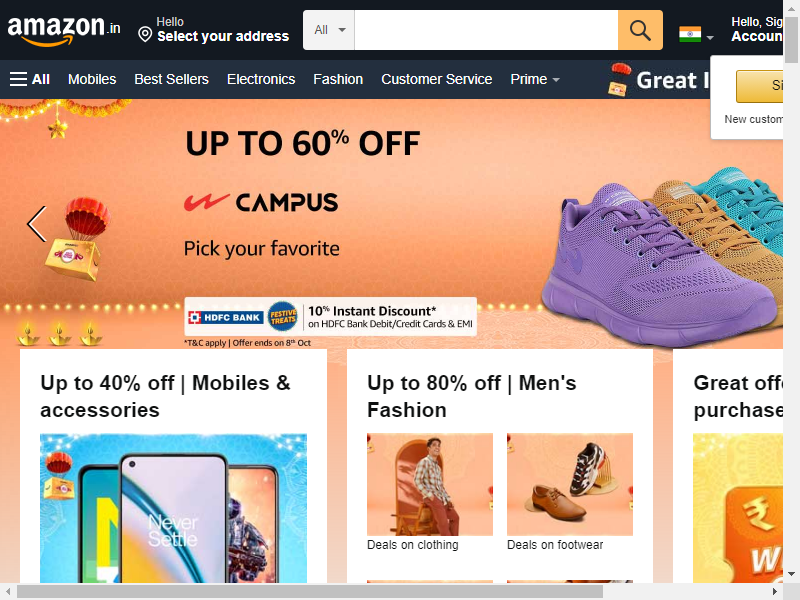 amazon.in
Hello
Select your address
All
Hello, Sig
Accoun
All
Mobiles
Best Sellers
Electronics
Fashion
Customer Service
Prime
Great I
Si
New custom
UP TO 60% OFF
CAMPUS
Pick your favorite
HDFC BANK
FESTIVE TREATS
10% Instant Discount*
on HDFC Bank Debit/Credit Cards & EMI
*T&C apply | Offer ends on 8th Oct
Up to 40% off | Mobiles &
accessories
Never
Settle
Up to 80% off | Men's
Fashion
Deals on clothing
Deals on footwear
Great offe
purchase
₹
W